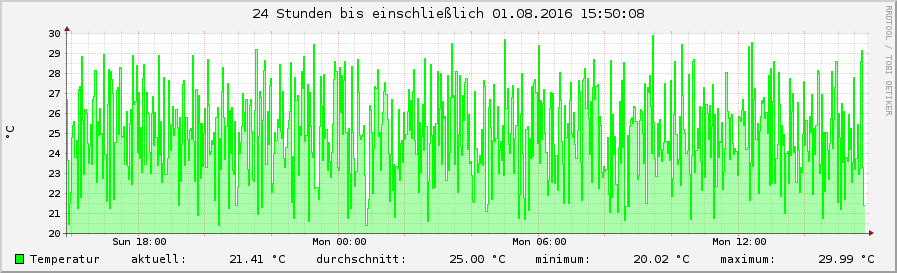 24 Stunden bis einschließlich 01.08.2016 15:50:08
RRDTOOL / TOBI OETIKER
°C
30
29
28
27
26
25
24
23
22
21
20
Sun 18:00 Mon 00:00 Mon 06:00 Mon 12:00
Temperatur aktuell: 21.41 °C durchschnitt: 25.00 °C minimum: 20.02 °C maximum: 29.99 °C